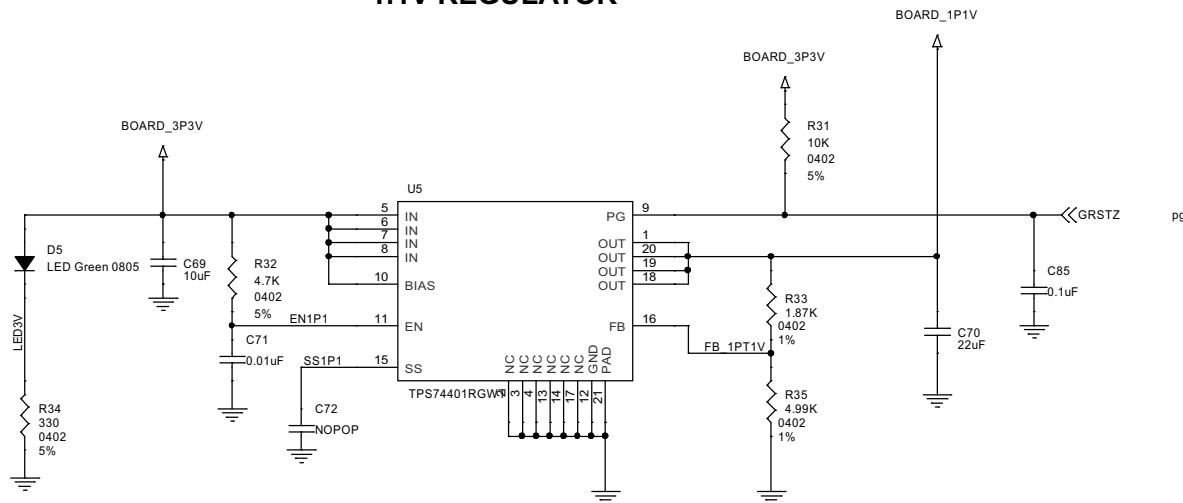 BOARD_1P1V
BOARD_3P3V
R31
10K
0402
5%
BOARD_3P3V
U5
5 IN
6 IN
7 IN
8 IN
10 BIAS
11 EN
15 SS
PG 9
OUT 1
OUT 20
OUT 19
OUT 18
FB 16
GRSTZ
pg
D5
LED Green 0805
C69
10uF
R32
4.7K
0402
5%
EN1P1
C71
0.01uF
SS1P1
C72
NOPOP
LED3V
R34
330
0402
5%
NC
NC
NC
NC
NC
NC
GND
PAD
TPS74401RGW
3
4
13
14
17
12
21
R33
1.87K
0402
1%
FB_1PT1V
R35
4.99K
0402
1%
C70
22uF
C85
0.1uF